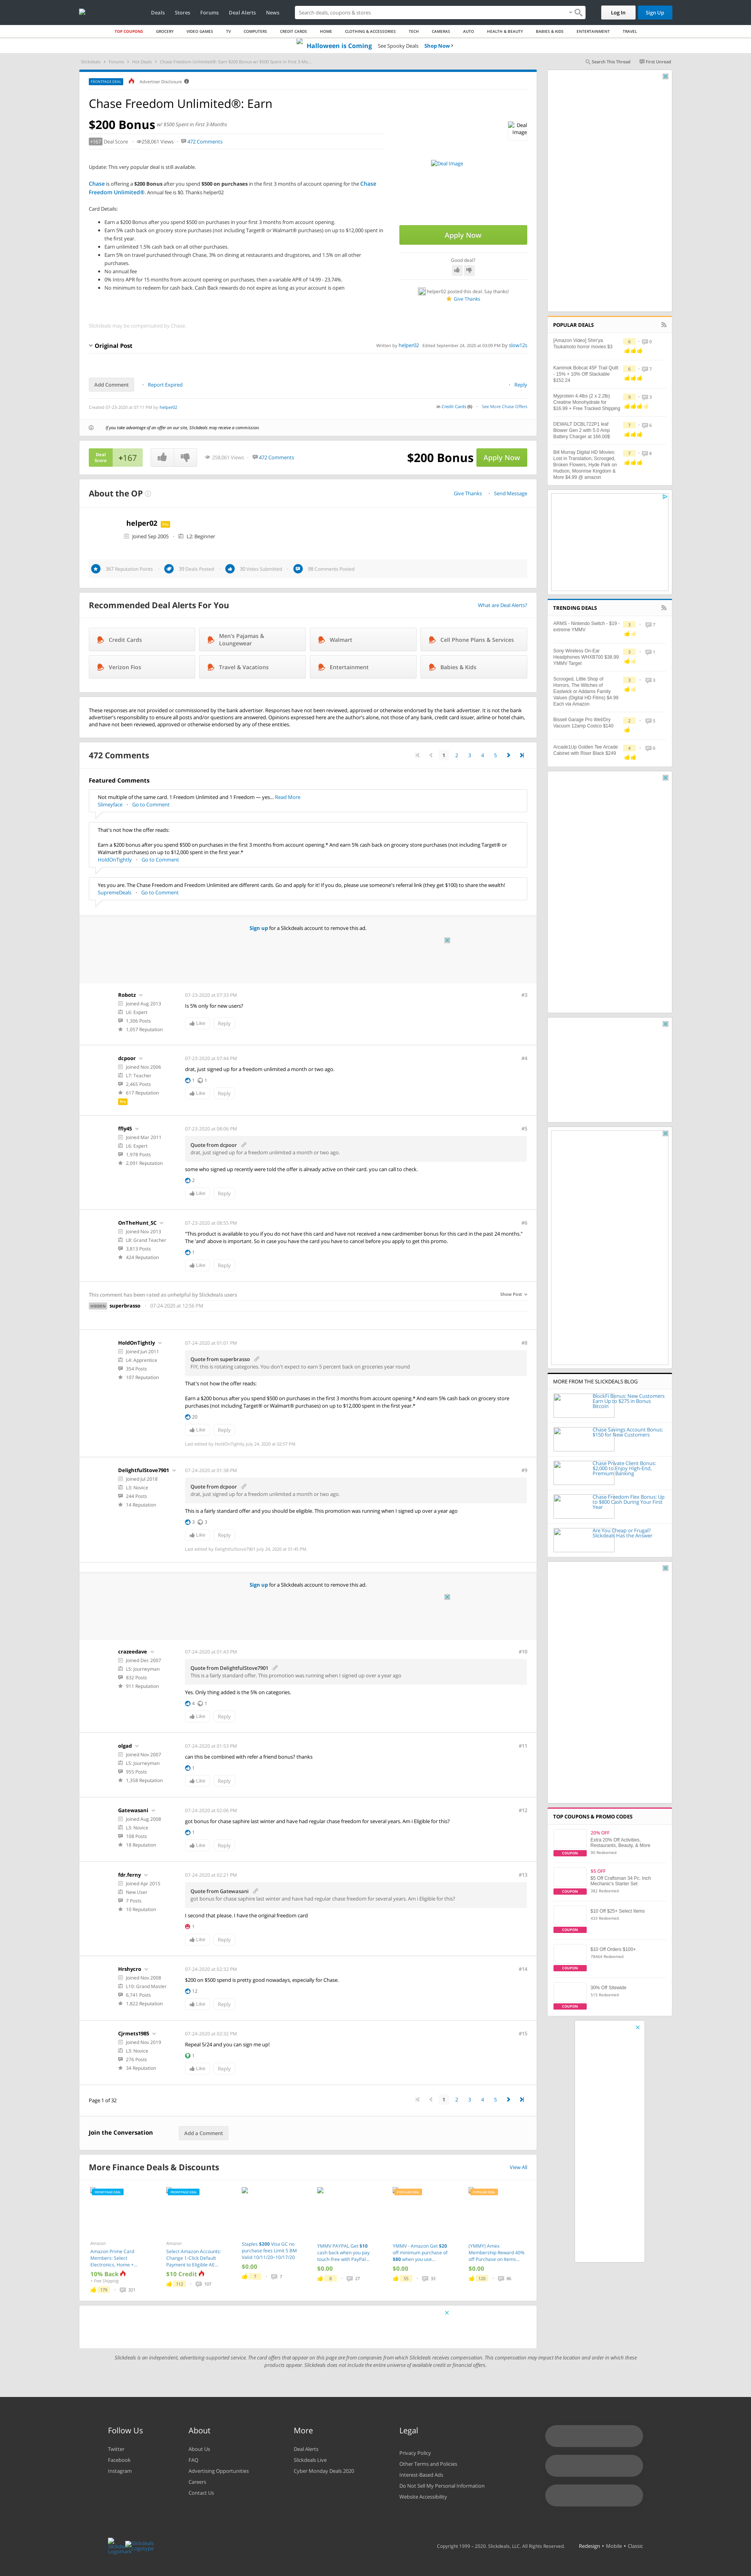 Deals Stores Forums Deal Alerts News
Search deals, coupons & stores
Log In
Sign Up
TOP COUPONS GROCERY VIDEO GAMES TV COMPUTERS CREDIT CARDS HOME CLOTHING & ACCESSORIES TECH CAMERAS AUTO HEALTH & BEAUTY BABIES & KIDS ENTERTAINMENT TRAVEL
Halloween is Coming See Spooky Deals Shop Now >
Slickdeals > Forums > Hot Deals > Chase Freedom Unlimited®: Earn $200 Bonus w/ $500 Spent in First 3 Mo...
Search This Thread First Unread
FRONTPAGE DEAL Advertiser Disclosure
Chase Freedom Unlimited®: Earn
$200 Bonus w/ $500 Spent in First 3-Months
+167 Deal Score 258,061 Views 472 Comments
Deal Image
Deal image
Update: This very popular deal is still available.
Chase is offering a $200 Bonus after you spend $500 on purchases in the first 3 months of account opening for the Chase
Freedom Unlimited®. Annual fee is $0. Thanks helper02
Card Details:
Earn a $200 Bonus after you spend $500 on purchases in your first 3 months from account opening.
Earn 5% cash back on grocery store purchases (not including Target® or Walmart® purchases) on up to $12,000 spent in
the first year.
Earn unlimited 1.5% cash back on all other purchases.
Earn 5% on travel purchased through Chase, 3% on dining at restaurants and drugstores, and 1.5% on all other
purchases.
No annual fee
0% Intro APR for 15 months from account opening on purchases, then a variable APR of 14.99 - 23.74%.
No minimum to redeem for cash back. Cash Back rewards do not expire as long as your account is open
Apply Now
Good deal?
helper02 posted this deal. Say thanks!
Give Thanks
Slickdeals may be compensated by Chase.
Original Post
Written by helper02 Edited September 24, 2020 at 03:09 PM by slow12s
Add Comment Report Expired Reply
Created 07-23-2020 at 07:11 PM by helper02
in Credit Cards (6) See More Chase Offers
If you take advantage of an offer on our site, Slickdeals may receive a commission.
Deal Score +167 258,061 Views 472 Comments $200 Bonus Apply Now
About the OP
Give Thanks Send Message
helper02 Pro
Joined Sep 2005 L2: Beginner
367 Reputation Points 39 Deals Posted 30 Votes Submitted 98 Comments Posted
Recommended Deal Alerts For You
What are Deal Alerts?
Credit Cards
Men's Pajamas & Loungewear
Walmart
Cell Phone Plans & Services
Verizon Fios
Travel & Vacations
Entertainment
Babies & Kids
These responses are not provided or commissioned by the bank advertiser. Responses have not been reviewed, approved or otherwise endorsed by the bank advertiser. It is not the bank
advertiser's responsibility to ensure all posts and/or questions are answered. Opinions expressed here are the author's alone, not those of any bank, credit card issuer, airline or hotel chain,
and have not been reviewed, approved or otherwise endorsed by any of these entities.
472 Comments
1 2 3 4 5
Featured Comments
Not multiple of the same card. 1 Freedom Unlimited and 1 Freedom — yes... Read More
Slimeyface Go to Comment
That's not how the offer reads:
Earn a $200 bonus after you spend $500 on purchases in the first 3 months from account opening.* And earn 5% cash back on grocery store purchases (not including Target® or
Walmart® purchases) on up to $12,000 spent in the first year.*
HoldOnTightly Go to Comment
Yes you are. The Chase Freedom and Freedom Unlimited are different cards. Go and apply for it! If you do, please use someone's referral link (they get $100) to share the wealth!
SupremeDeals Go to Comment
Sign up for a Slickdeals account to remove this ad.
Robotz
Joined Aug 2013
L6: Expert
1,306 Posts
1,057 Reputation
07-23-2020 at 07:33 PM
#3
Is 5% only for new users?
Like Reply
dcpoor
Joined Nov 2006
L7: Teacher
2,465 Posts
617 Reputation
Pro
07-23-2020 at 07:44 PM
#4
drat, just signed up for a freedom unlimited a month or two ago.
1 1
Like Reply
ffly45
Joined Mar 2011
L6: Expert
1,978 Posts
2,091 Reputation
07-23-2020 at 08:06 PM
#5
Quote from dcpoor
drat, just signed up for a freedom unlimited a month or two ago.
some who signed up recently were told the offer is already active on their card. you can call to check.
2
Like Reply
OnTheHunt_SC
Joined Nov 2013
L8: Grand Teacher
3,813 Posts
424 Reputation
07-23-2020 at 08:55 PM
#6
"This product is available to you if you do not have this card and have not received a new cardmember bonus for this card in the past 24 months."
The 'and' above is important. So in case you have the card you have to cancel before you apply to get this promo.
1
Like Reply
This comment has been rated as unhelpful by Slickdeals users
Show Post
superbrasso 07-24-2020 at 12:56 PM
HoldOnTightly
Joined Jun 2011
L4: Apprentice
354 Posts
107 Reputation
07-24-2020 at 01:01 PM
#8
Quote from superbrasso
FYI, this is rotating categories. You don't expect to earn 5 percent back on groceries year round
That's not how the offer reads:
Earn a $200 bonus after you spend $500 on purchases in the first 3 months from account opening.* And earn 5% cash back on grocery store
purchases (not including Target® or Walmart® purchases) on up to $12,000 spent in the first year.*
20
Like Reply
Last edited by HoldOnTightly July 24, 2020 at 02:57 PM.
DelightfulStove7901
Joined Jul 2019
L3: Novice
244 Posts
14 Reputation
07-24-2020 at 01:38 PM
#9
Quote from dcpoor
drat, just signed up for a freedom unlimited a month or two ago.
This is a fairly standard offer and you should be eligible. This promotion was running when I signed up over a year ago
3 3
Like Reply
Last edited by DelightfulStove7901 July 24, 2020 at 01:40 PM.
Sign up for a Slickdeals account to remove this ad.
crazeedave
Joined Dec 2007
L5: Journeyman
832 Posts
911 Reputation
07-24-2020 at 01:43 PM
#10
Quote from DelightfulStove7901
This is a fairly standard offer. This promotion was running when I signed up over a year ago
Yes. Only thing added is the 5% on categories.
4 1
Like Reply
olgad
Joined Nov 2007
L5: Journeyman
955 Posts
1,358 Reputation
07-24-2020 at 01:53 PM
#11
can this be combined with refer a friend bonus? thanks
1
Like Reply
Gatewasani
Joined Aug 2008
L3: Novice
108 Posts
19 Reputation
07-24-2020 at 02:06 PM
#12
got bonus for chase saphire last winter and have had regular chase freedom for several years. Am i Eligible for this?
1
Like Reply
fdr.ferny
Joined Apr 2015
New User
7 Posts
10 Reputation
07-24-2020 at 02:21 PM
#13
Quote from Gatewasani
got bonus for chase saphire last winter and have had regular chase freedom for several years. Am i Eligible for this?
I second that please. I have the original freedom card
1
Like Reply
Hrshycro
Joined Nov 2008
L10: Grand Master
6,741 Posts
1,822 Reputation
07-24-2020 at 02:32 PM
#14
$200 on $500 spend is pretty good nowadays, especially for Chase.
12
Like Reply
Cjrmets1985
Joined Nov 2019
L3: Novice
276 Posts
34 Reputation
07-24-2020 at 02:32 PM
#15
Repeal 5/24 and you can sign me up!
1
Like Reply
Page 1 of 32
1 2 3 4 5
Join the Conversation Add a Comment
More Finance Deals & Discounts
View All
Amazon
Amazon Prime Card Members: Select Electronics, Home +...
10% Back
+ Free Shipping
179 321
Amazon
Select Amazon Accounts: Change 1-Click Default Payment to Eligible AE...
$10 Credit
112 107
Staples $200 Visa GC no purchase fees Limit 5 BM Valid 10/11/20–10/17/20
$0.00
7 7
YMMV PAYPAL Get $10 cash back when you pay touch-free with PayPal...
$0.00
8 27
YMMV - Amazon Get $20 off minimum purchase of $80 when you use...
$0.00
55 33
(YMMV) Amex Membership Reward 40% off Purchase on Items...
$0.00
120 86
Slickdeals is an independent, advertising-supported service. The card offers that appear on this page are from companies from which Slickdeals receives compensation. This compensation may impact the location and order in which these
products appear. Slickdeals does not include the entire universe of available credit or financial offers.
POPULAR DEALS
[Amazon Video] Shin'ya Tsukamoto horror movies $3
6 0
Kammok Bobcat 45F Trail Quilt - 15% + 10% Off Stackable $152.24
6 7
Myprotein 4.4lbs (2 x 2.2lb) Creatine Monohydrate for $16.99 + Free Tracked Shipping
3
DEWALT DCBL722P1 leaf Blower Gen 2 with 5.0 Amp Battery Charger at 166.00$
7 6
Bill Murray Digital HD Movies: Lost in Translation, Scrooged, Broken Flowers, Hyde Park on Hudson, Moonrise Kingdom & More $4.99 @ amazon
7 4
TRENDING DEALS
ARMS - Nintendo Switch - $19 - extreme YMMV
3 7
Sony Wireless On-Ear Headphones WHXB700 $38.99 YMMV Target
3 1
Scrooged, Little Shop of Horrors, The Witches of Eastwick or Addams Family Values (Digital HD Films) $4.99 Each via Amazon
3 3
Bissell Garage Pro Wet/Dry Vacuum 12amp Costco $140
2 5
Arcade1Up Golden Tee Arcade Cabinet with Riser Black $249
4 6
MORE FROM THE SLICKDEALS BLOG
BlockFi Bonus: New Customers Earn Up to $275 in Bonus Bitcoin
Chase Savings Account Bonus: $150 for New Customers
Chase Private Client Bonus: $2,000 to Enjoy High-End, Premium Banking
Chase Freedom Flex Bonus: Up to $800 Cash During Your First Year
Are You Cheap or Frugal? Slickdeals Has the Answer
TOP COUPONS & PROMO CODES
20% OFF
Extra 20% Off Activities, Restaurants, Beauty, & More
90 Redeemed
COUPON
$5 OFF
$5 Off Craftsman 34 Pc. Inch Mechanic's Starter Set
362 Redeemed
COUPON
$10 Off $25+ Select Items
433 Redeemed
COUPON
$10 Off Orders $100+
78464 Redeemed
COUPON
30% Off Sitewide
515 Redeemed
COUPON
Follow Us
Twitter
Facebook
Instagram
About
About Us
FAQ
Advertising Opportunities
Careers
Contact Us
More
Deal Alerts
Slickdeals Live
Cyber Monday Deals 2020
Legal
Privacy Policy
Other Terms and Policies
Interest-Based Ads
Do Not Sell My Personal Information
Website Accessibility
Slickdeals Logomark Slickdeals Logotype
Copyright 1999 - 2020. Slickdeals, LLC. All Rights Reserved. Redesign • Mobile • Classic